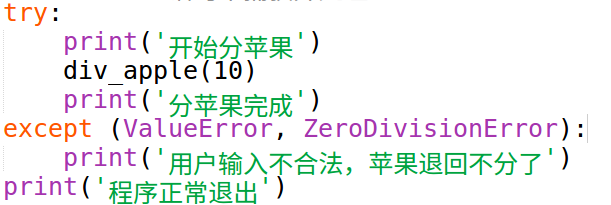 try:
    print('开始分苹果')
    div_apple(10)
    print('分苹果完成')
except (ValueError, ZeroDivisionError):
    print('用户输入不合法，苹果退回不分了')
print('程序正常退出')